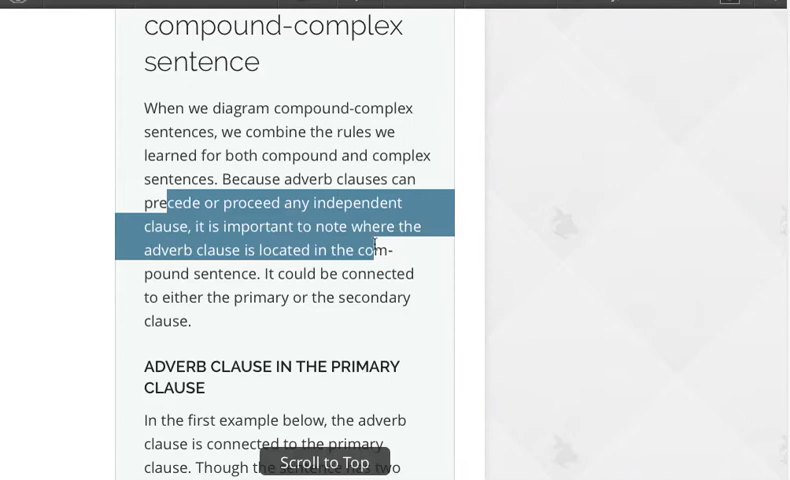 compound-complex
sentence
When we diagram compound-complex
sentences, we combine the rules we
learned for both compound and complex
sentences. Because adverb clauses can
precede or proceed any independent
clause, it is important to note where the
adverb clause is located in the com-
pound sentence. It could be connected
to either the primary or the secondary
clause.
ADVERB CLAUSE IN THE PRIMARY
CLAUSE
In the first example below, the adverb
clause is connected to the primary
clause. Though the sentence has two
Scroll to Top